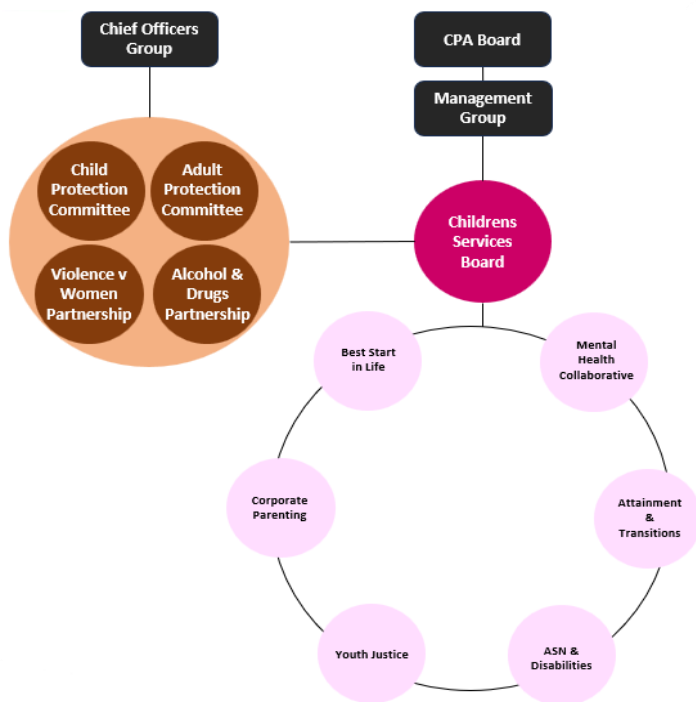 Chief Officers
Group
CPA Board
Management
Group
Child
Protection
Committee
Adult
Protection
Committee
Violence v
Women
Partnership
Alcohol &
Drugs
Partnership
Childrens
Services
Board
Best Start
in Life
Mental
Health
Collaborative
Corporate
Parenting
Attainment
&
Transitions
Youth Justice
ASN &
Disabilities